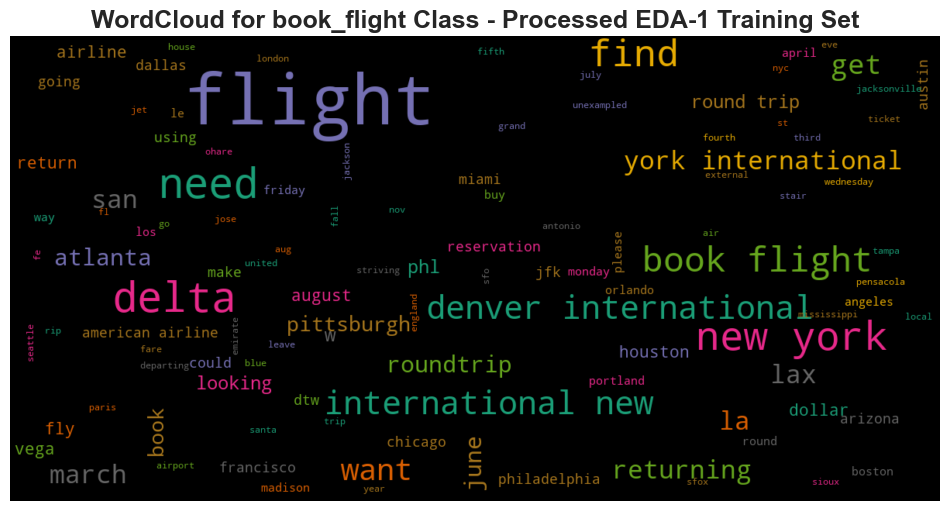 WordCloud for book_flight Class - Processed EDA-1 Training Set
airline
house
london
fifth
find
april
eve
nyc
get
dallas
going
flight
july
jacksonville
austin
jet
le
unexampled
round trip
ticket
using
grand
st
fourth
third
return
ohare
jackson
york international
need
friday
miami
buy
external
wednesday
stair
san
way
fl
go
jose
fall
nov
antonio
los
air
fe
atlanta
aug
united
reservation
please
book flight
tampa
make
striving
phl
sfo
jfk
monday
pensacola
delta
august
orlando
angeles
denver international
mississippi
local
seattle
rip
american airline
emirate
pittsburgh
england
w
new york
fare
leave
departing
could
blue
houston
looking
roundtrip
portland
lax
paris
book
dtw
international new
dollar
fly
santa
trip
la
arizona
vega
chicago
round
june
march
airport
francisco
want
returning
boston
madison
year
philadelphia
sfox
sioux